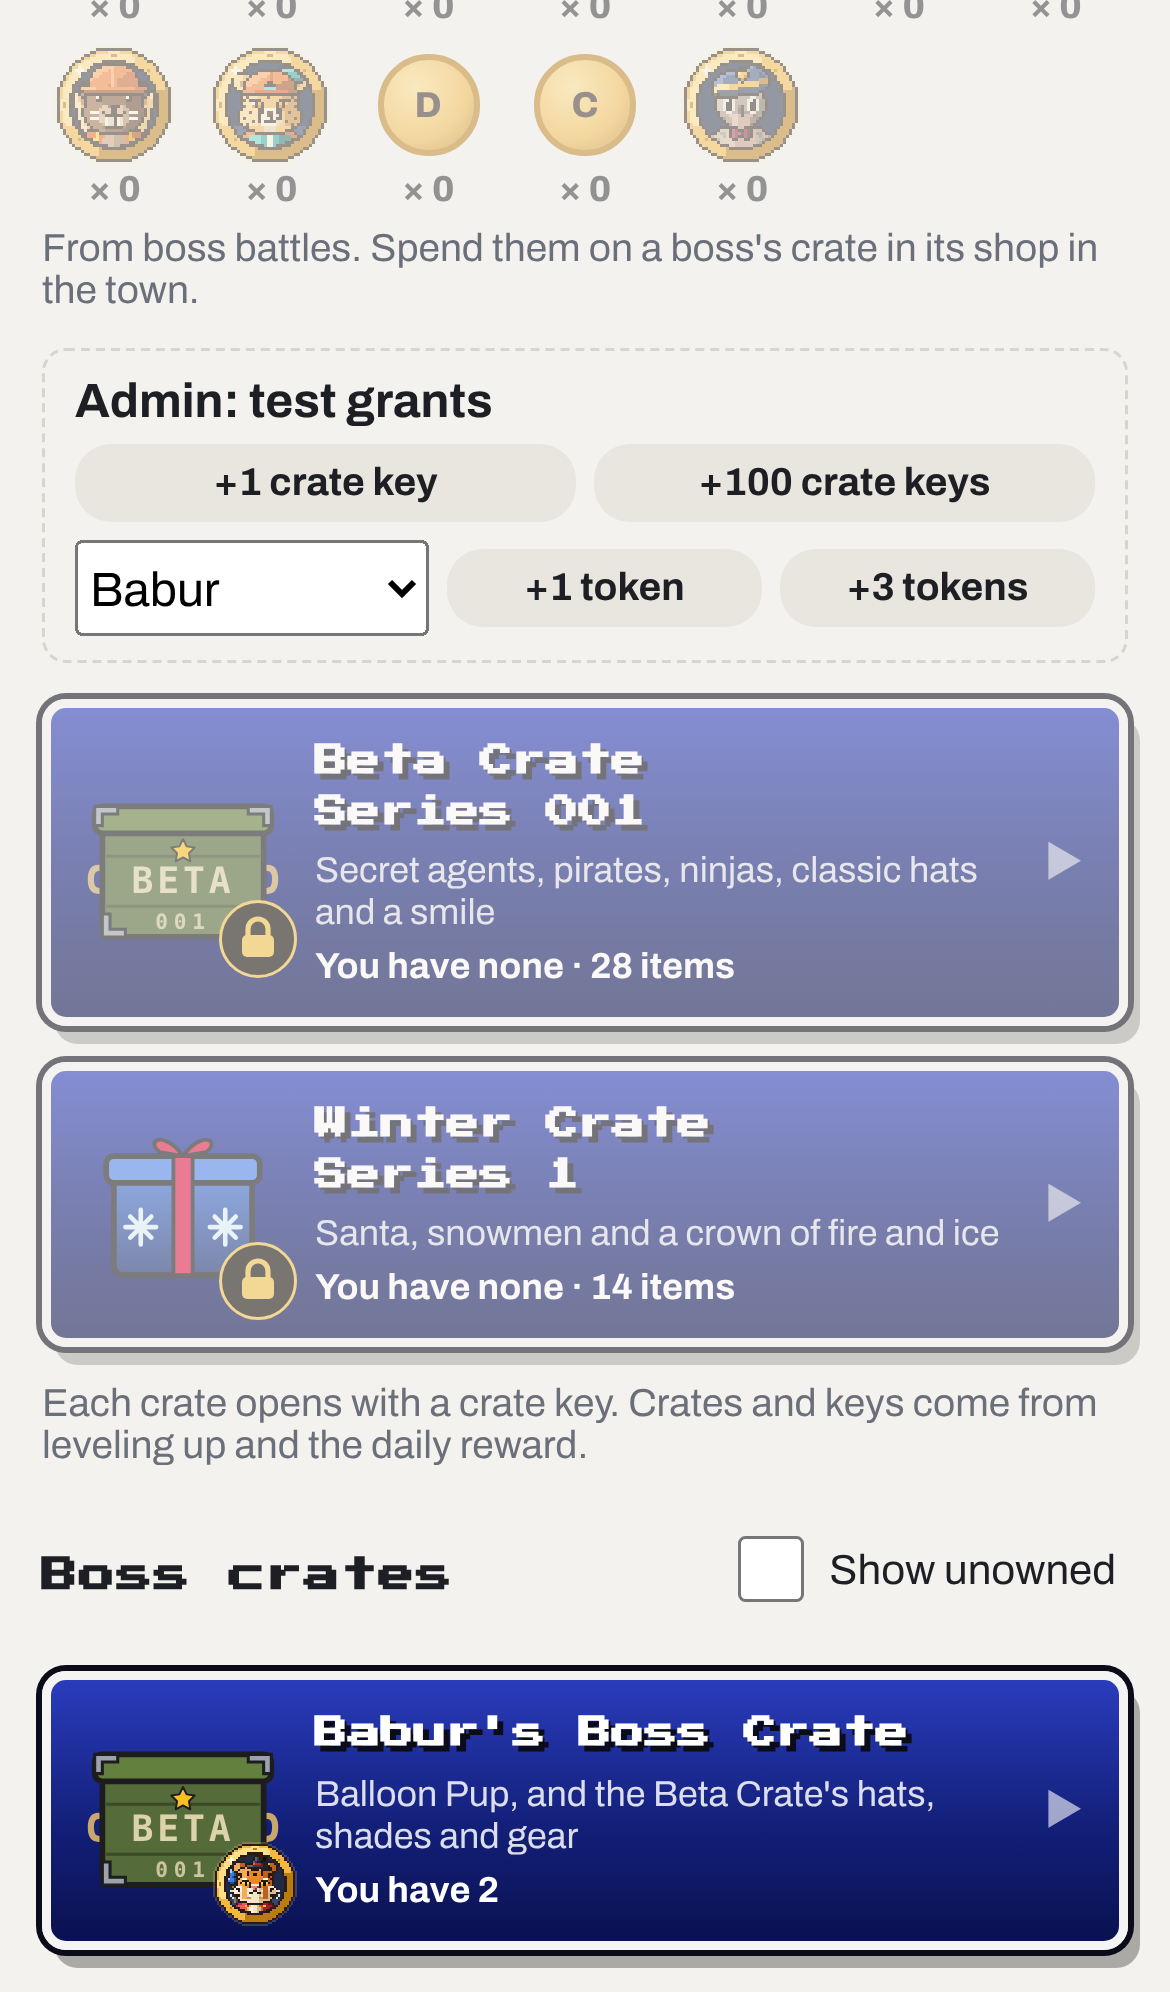 × 0 × 0 × 0 × 0 × 0 × 0 × 0
D C
× 0 × 0 × 0 × 0 × 0
From boss battles. Spend them on a boss's crate in its shop in
the town.
Admin: test grants
+1 crate key +100 crate keys
Babur +1 token +3 tokens
Beta Crate
Series 001
Secret agents, pirates, ninjas, classic hats
and a smile
You have none · 28 items
BETA
001
Winter Crate
Series 1
Santa, snowmen and a crown of fire and ice
You have none · 14 items
Each crate opens with a crate key. Crates and keys come from
leveling up and the daily reward.
Boss crates Show unowned
Babur's Boss Crate
Balloon Pup, and the Beta Crate's hats,
shades and gear
You have 2
BETA
001